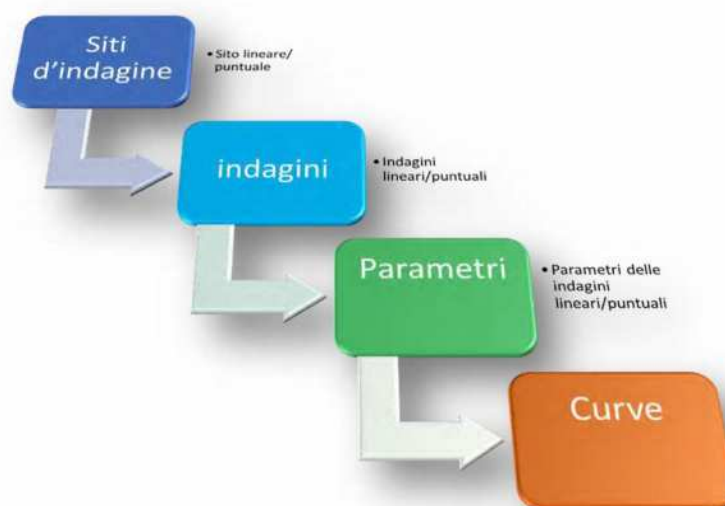 Siti
d'indagine
• Sito lineare/
puntuale
indagini
• Indagini
lineari/puntuali
Parametri
• Parametri delle
indagini
lineari/puntuali
Curve